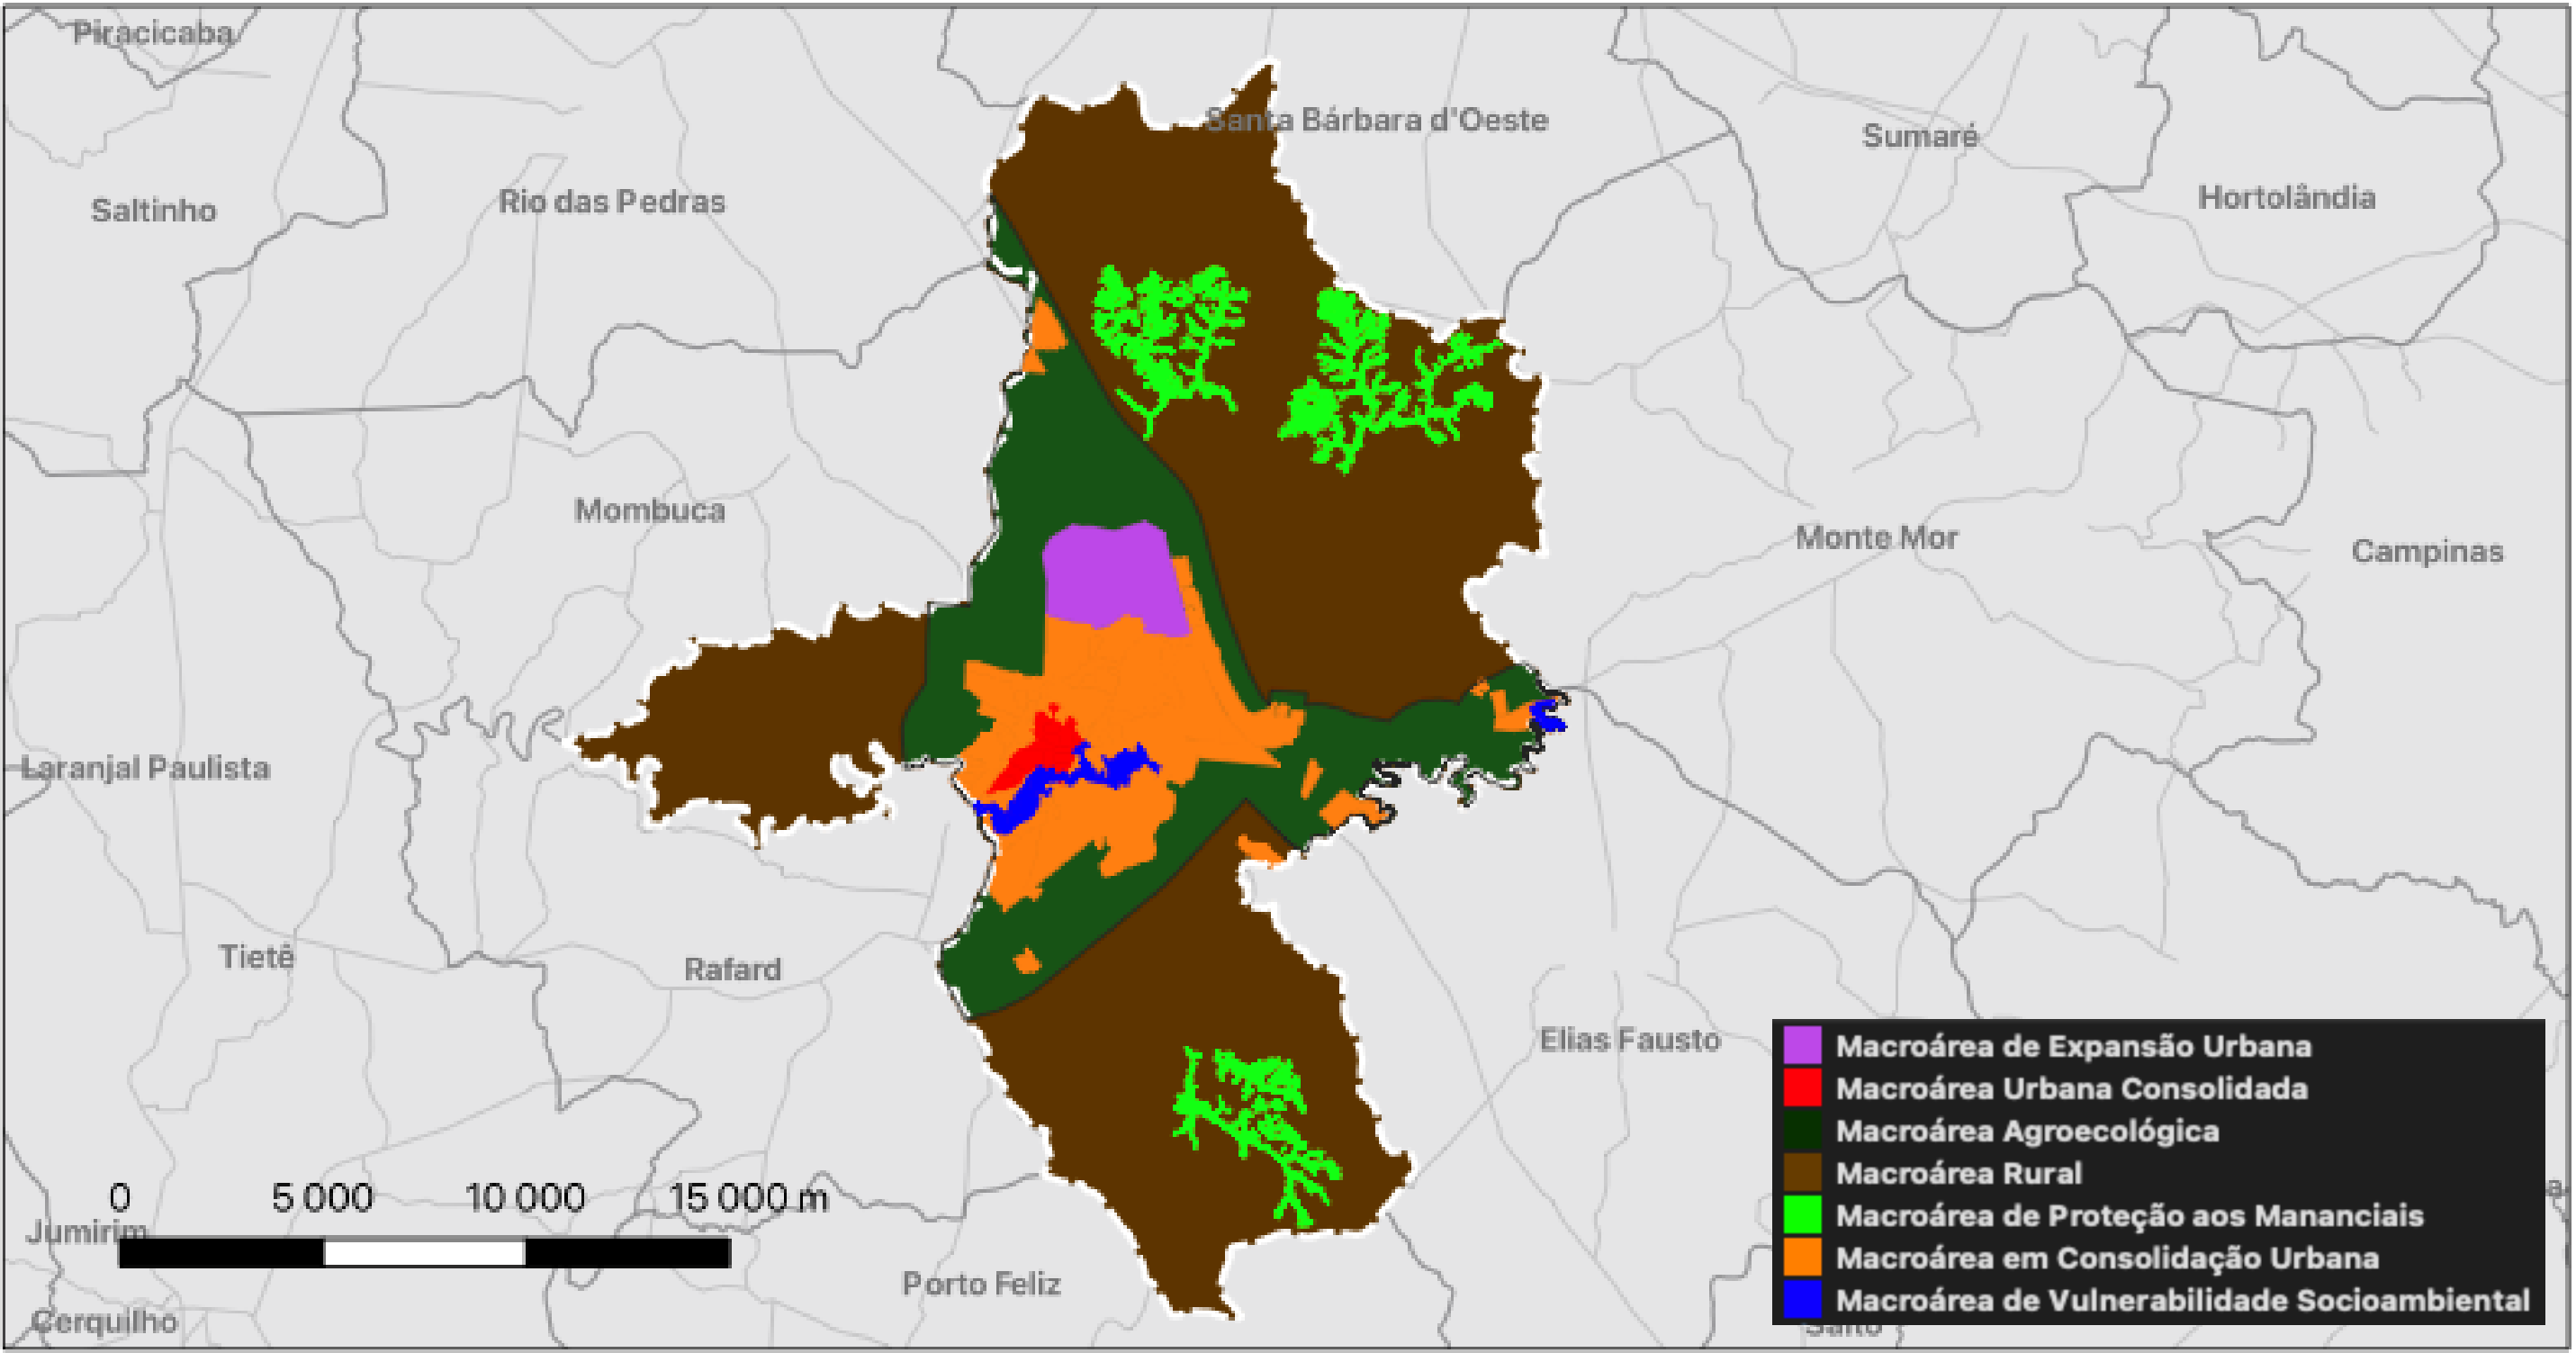 Piracicaba
Santa Bárbara d'Oeste
Sumaré
Saltinho
Rio das Pedras
Hortolândia
Mombuca
Monte Mor
Campinas
Laranjal Paulista
Tietê
Rafard
Elias Fausto
Macroárea de Expansão Urbana
Macroárea Urbana Consolidada
Macroárea Agroecológica
Macroárea Rural
Macroárea de Proteção aos Mananciais
Macroárea em Consolidação Urbana
Macroárea de Vulnerabilidade Socioambiental
0 5 000 10 000 15 000 m
Jumirim
Porto Feliz
Cerquilho
Salto